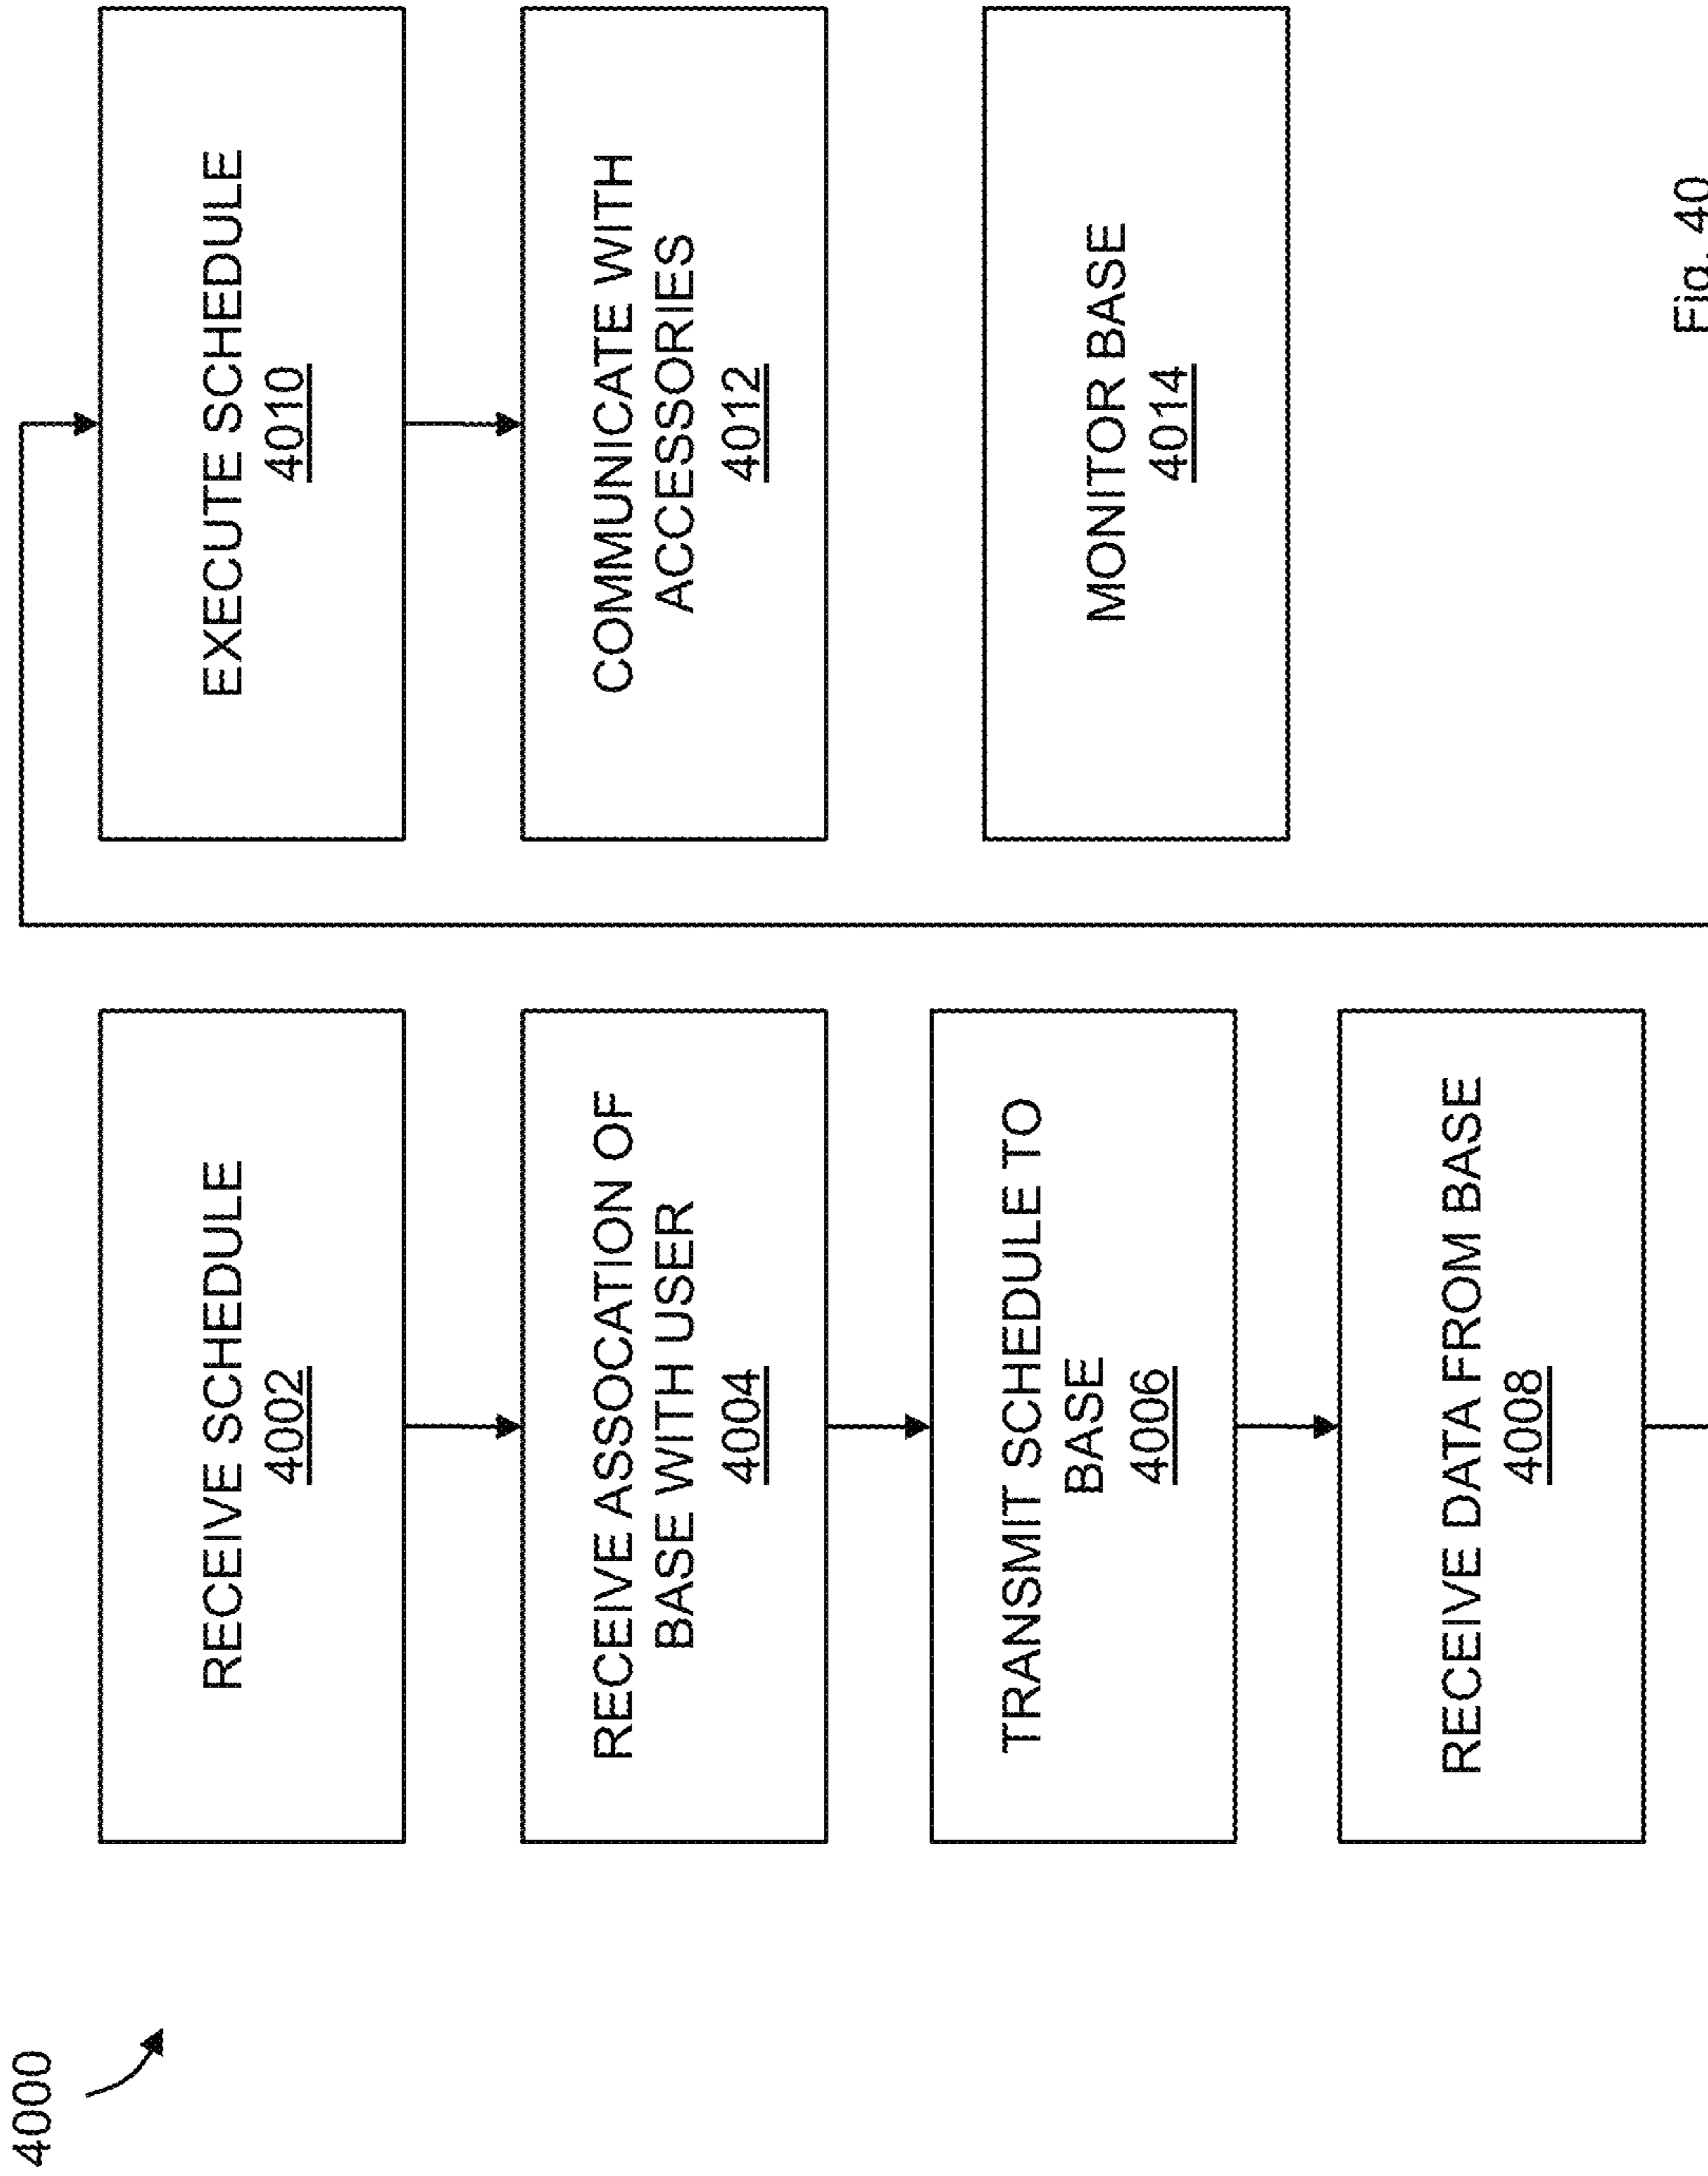 4000
RECEIVE SCHEDULE
4002
RECEIVE ASSOCATION OF
BASE WITH USER
4004
TRANSMIT SCHEDULE TO
BASE
4006
RECEIVE DATA FROM BASE
4008
EXECUTE SCHEDULE
4010
COMMUNICATE WITH
ACCESSORIES
4012
MONITOR BASE
4014
Fig. 40